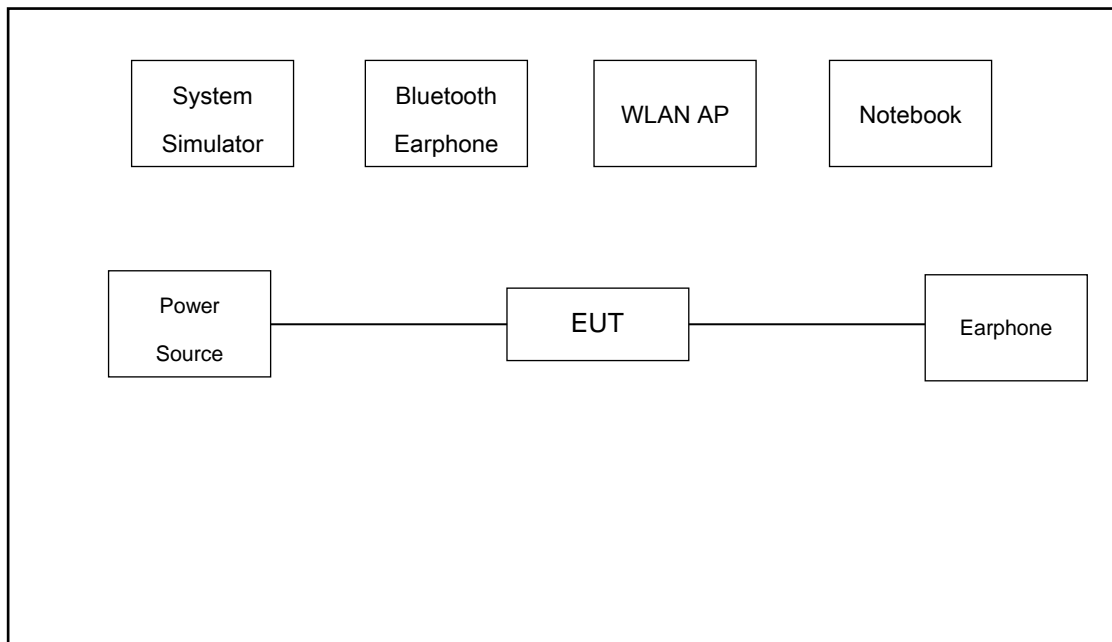 System
Simulator
Bluetooth
Earphone
WLAN AP
Notebook
Power
Source
EUT
Earphone